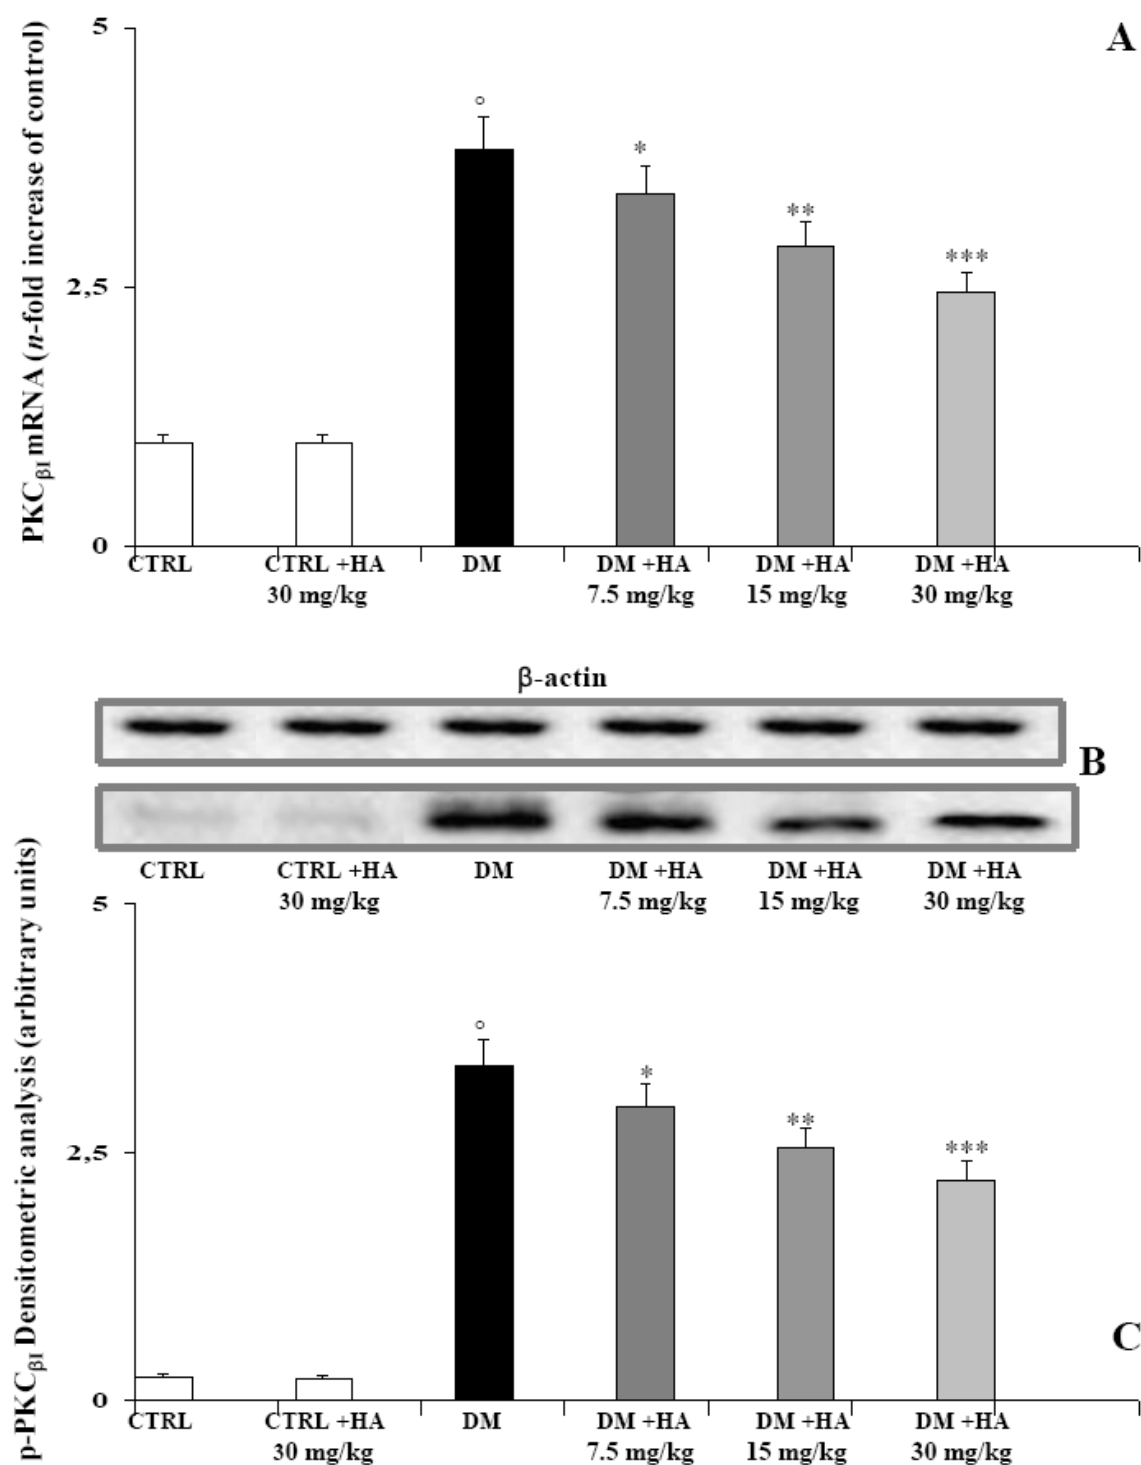 A
PKCβI mRNA (n-fold increase of control)
5
2,5
0
°
*
**
***
CTRL
CTRL +HA
30 mg/kg
DM
DM +HA
7.5 mg/kg
DM +HA
15 mg/kg
DM +HA
30 mg/kg
β-actin
B
CTRL
CTRL +HA
30 mg/kg
DM
DM +HA
7.5 mg/kg
DM +HA
15 mg/kg
DM +HA
30 mg/kg
p-PKCβI Densitometric analysis (arbitrary units)
5
2,5
0
°
*
**
***
C
CTRL
CTRL +HA
30 mg/kg
DM
DM +HA
7.5 mg/kg
DM +HA
15 mg/kg
DM +HA
30 mg/kg